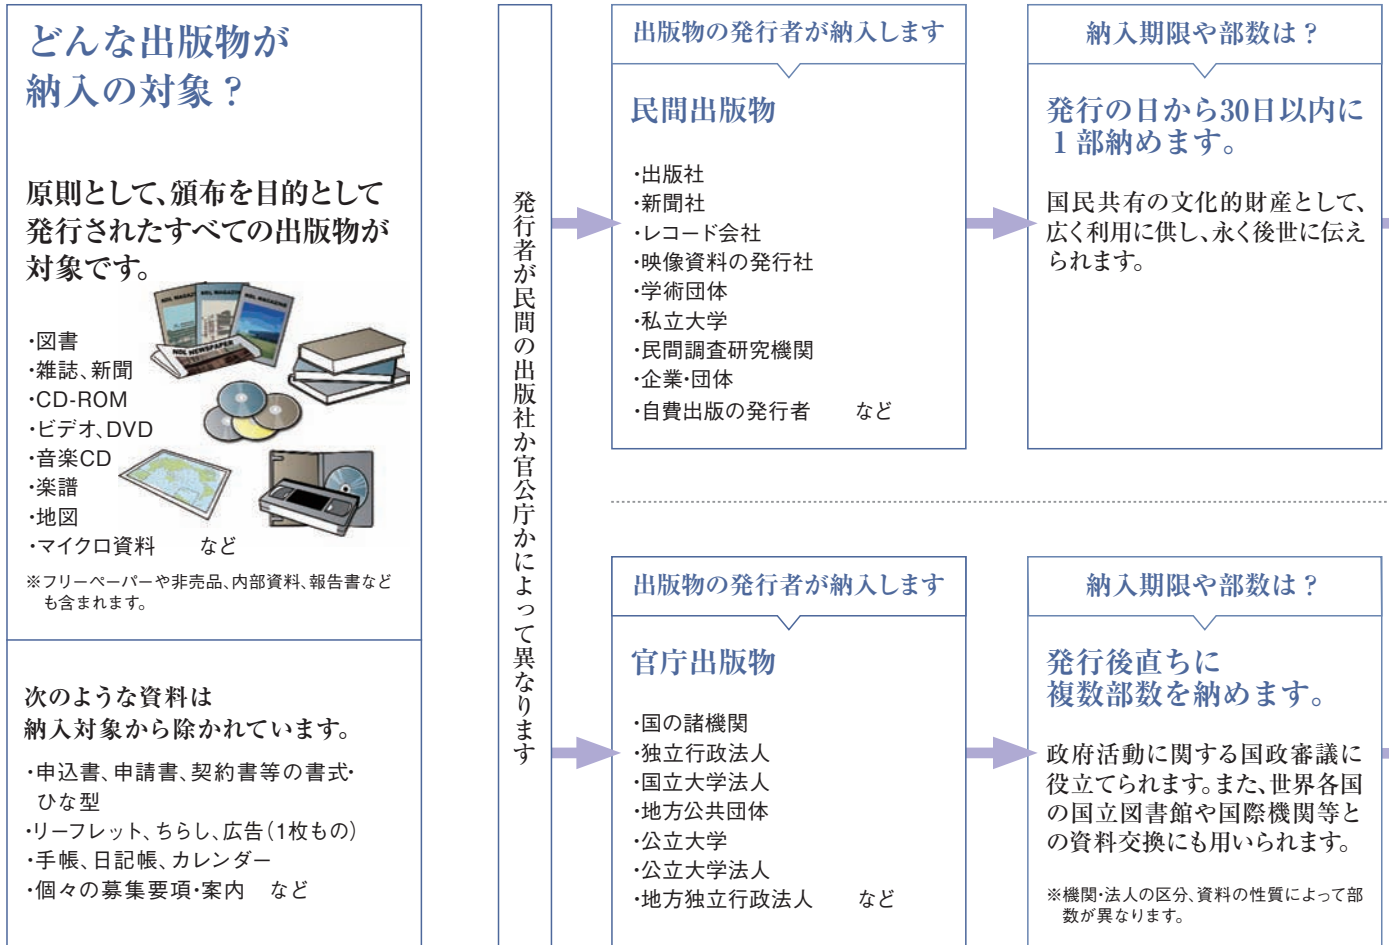 どんな出版物が
納入の対象？
原則として、頒布を目的として
発行されたすべての出版物が
対象です。
NDL MAGAZINE
NDL MAGAZINE
NDL NEWSPAPER
・図書
・雑誌、新聞
・CD-ROM
・ビデオ、DVD
・音楽CD
・楽譜
・地図
・マイクロ資料　　など
※フリーペーパーや非売品、内部資料、報告書など
も含まれます。
次のような資料は
納入対象から除かれています。
・申込書、申請書、契約書等の書式・
ひな型
・リーフレット、ちらし、広告（1枚もの）
・手帳、日記帳、カレンダー
・個々の募集要項・案内　など
発行者が民間の出版社か官公庁かによって異なります
出版物の発行者が納入します
民間出版物
・出版社
・新聞社
・レコード会社
・映像資料の発行社
・学術団体
・私立大学
・民間調査研究機関
・企業・団体
・自費出版の発行者　　など
納入期限や部数は？
発行の日から30日以内に
１部納めます。
国民共有の文化的財産として、
広く利用に供し、永く後世に伝え
られます。
出版物の発行者が納入します
官庁出版物
・国の諸機関
・独立行政法人
・国立大学法人
・地方公共団体
・公立大学
・公立大学法人
・地方独立行政法人　　など
納入期限や部数は？
発行後直ちに
複数部数を納めます。
政府活動に関する国政審議に
役立てられます。また、世界各国
の国立図書館や国際機関等と
の資料交換にも用いられます。
※機関・法人の区分、資料の性質によって部
数が異なります。